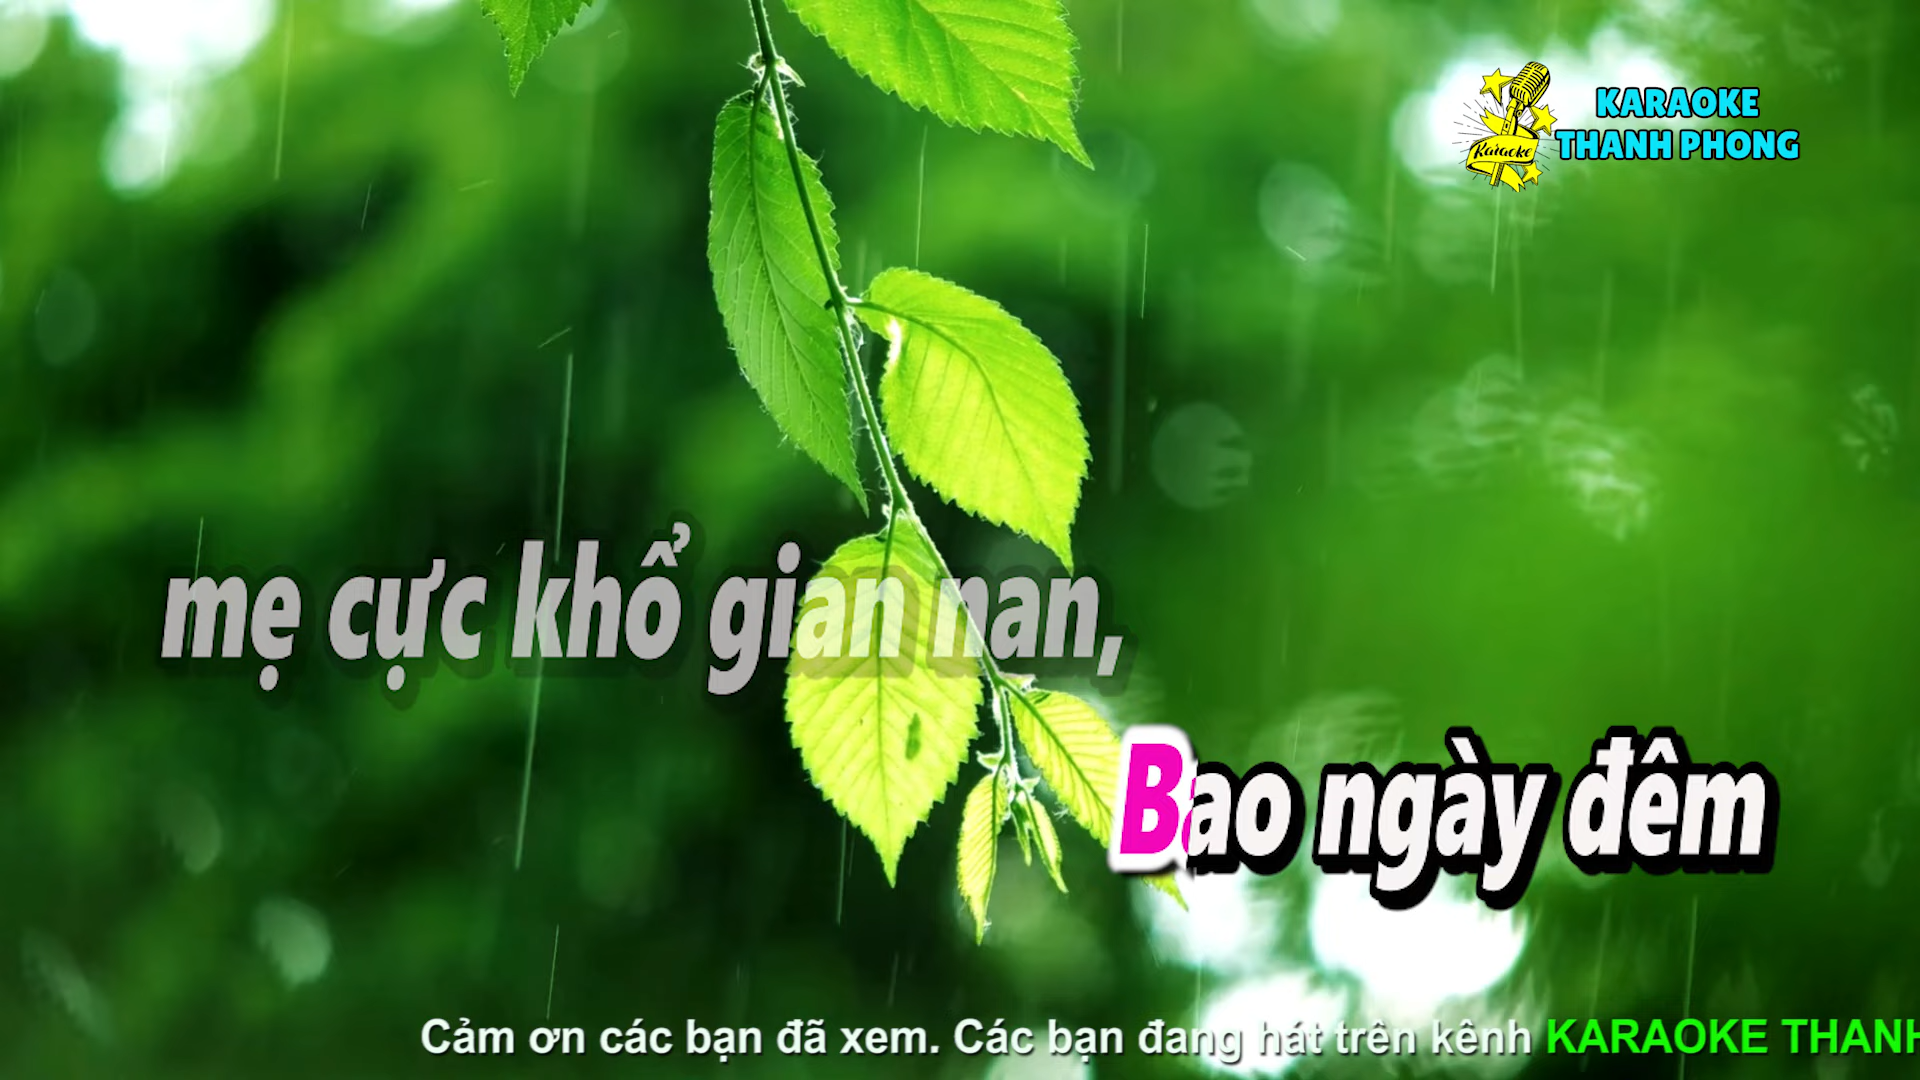 KARAOKE
THANH PHONG
Karaoke
mẹ cực khổ gian nan,
Bao ngày đêm
Cảm ơn các bạn đã xem. Các bạn đang hát trên kênh KARAOKE THANH